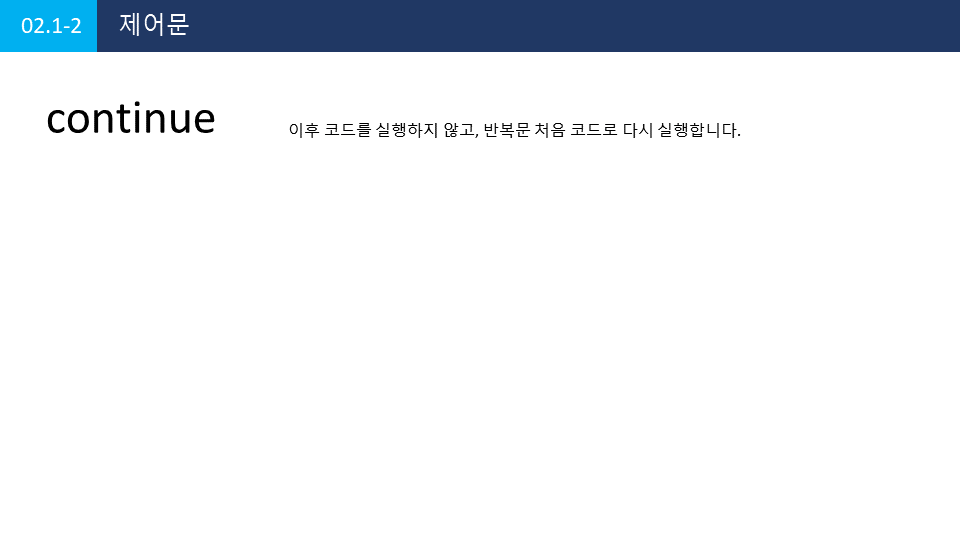 02.1-2 제어문
continue
이후 코드를 실행하지 않고, 반복문 처음 코드로 다시 실행합니다.